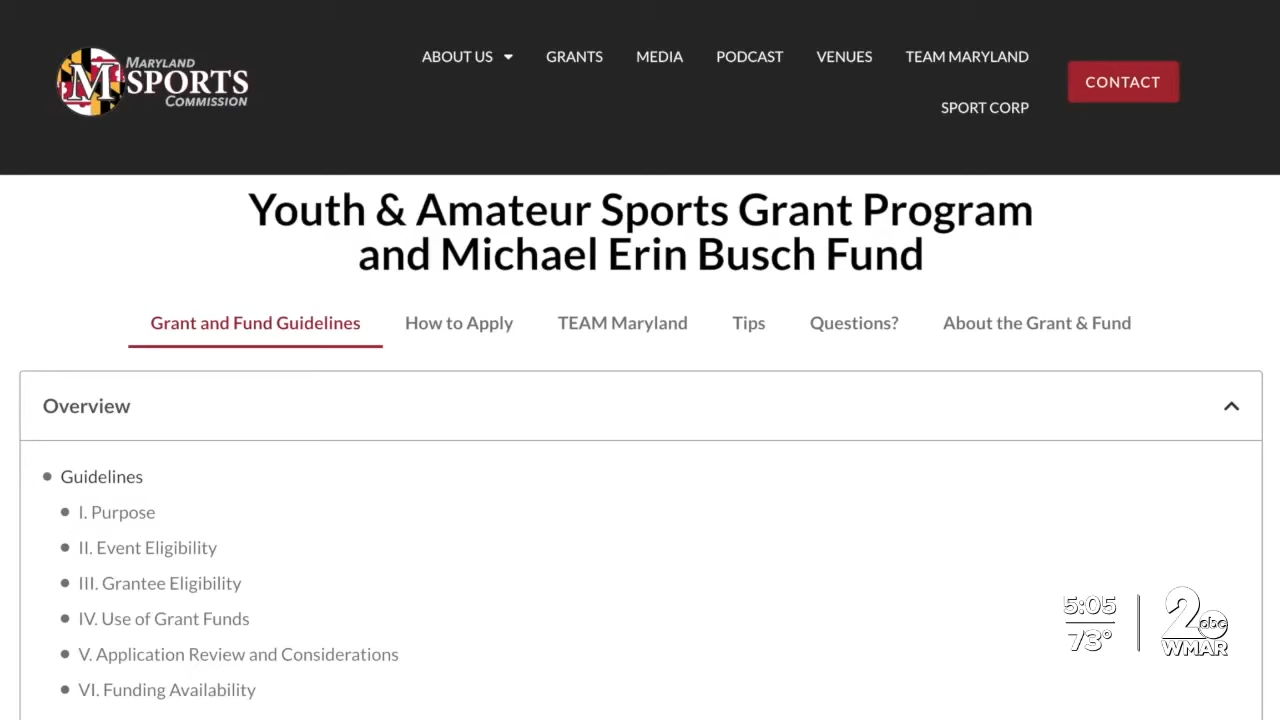 MARYLAND
M SPORTS
COMMISSION
ABOUT US
GRANTS
MEDIA
PODCAST
VENUES
TEAM MARYLAND
SPORT CORP
CONTACT
Youth & Amateur Sports Grant Program
and Michael Erin Busch Fund
Grant and Fund Guidelines
How to Apply
TEAM Maryland
Tips
Questions?
About the Grant & Fund
Overview
Guidelines
I. Purpose
II. Event Eligibility
III. Grantee Eligibility
IV. Use of Grant Funds
V. Application Review and Considerations
VI. Funding Availability
5:05
73°
2 abc
WMAR